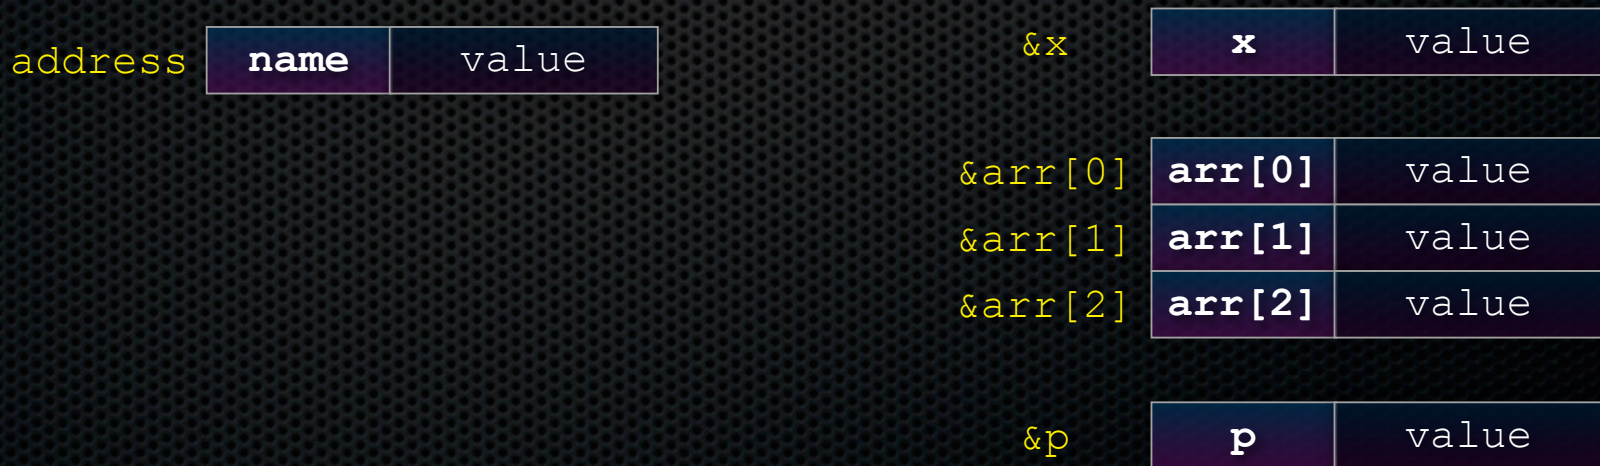 address name value
&x x value
&arr[0] arr[0] value
&arr[1] arr[1] value
&arr[2] arr[2] value
&p p value